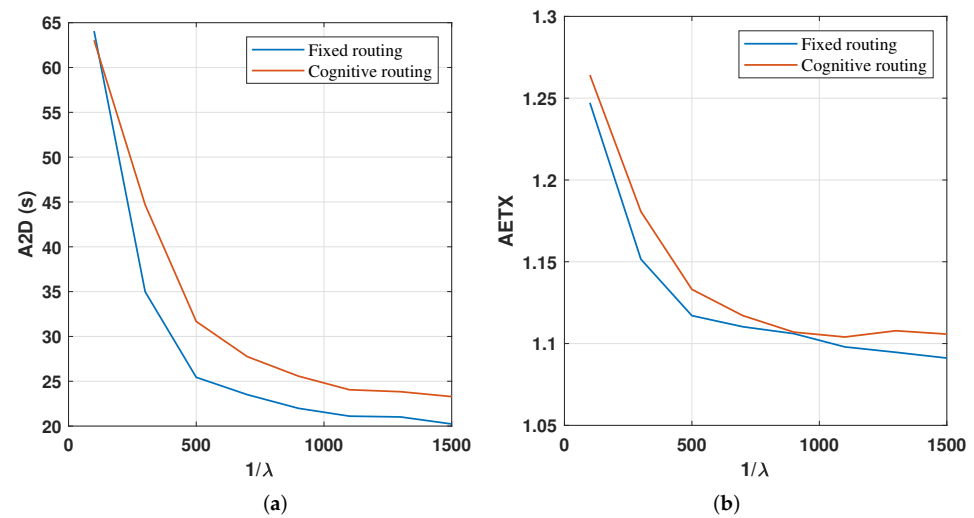 65
60
55
50
45
40
35
30
25
20
A2D (s)
0 500 1000 1500
1/λ
Fixed routing
Cognitive routing
(a)
1.3
1.25
1.2
1.15
1.1
1.05
AETX
0 500 1000 1500
1/λ
Fixed routing
Cognitive routing
(b)